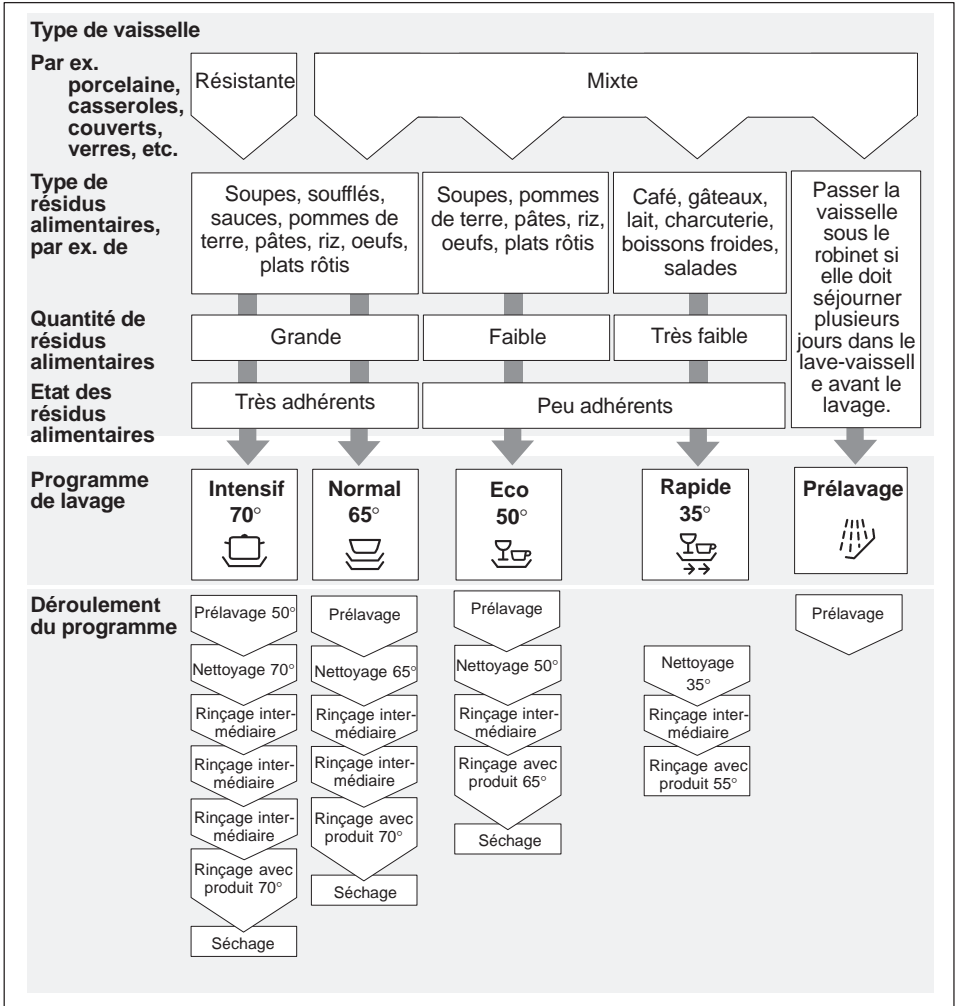 Type de vaisselle
Par ex.
porcelaine,
casseroles,
couverts,
verres, etc.
Résistante
Mixte
Type de
résidus
alimentaires,
par ex. de
Soupes, soufflés,
sauces, pommes de
terre, pâtes, riz, oeufs,
plats rôtis
Soupes, pommes
de terre, pâtes, riz,
oeufs, plats rôtis
Café, gâteaux,
lait, charcuterie,
boissons froides,
salades
Passer la
vaisselle
sous le
robinet si
elle doit
séjourner
plusieurs
jours dans le
lave-vaissell
e avant le
lavage.
Quantité de
résidus
alimentaires
Grande
Faible
Très faible
Etat des
résidus
alimentaires
Très adhérents
Peu adhérents
Programme
de lavage
Intensif
70°
Normal
65°
Eco
50°
Rapide
35°
Prélavage
Déroulement
du programme
Prélavage 50°
Nettoyage 70°
Rinçage inter-
médiaire
Rinçage inter-
médiaire
Rinçage inter-
médiaire
Rinçage avec
produit 70°
Séchage
Prélavage
Nettoyage 65°
Rinçage inter-
médiaire
Rinçage inter-
médiaire
Rinçage avec
produit 70°
Séchage
Prélavage
Nettoyage 50°
Rinçage inter-
médiaire
Rinçage avec
produit 65°
Séchage
Nettoyage
35°
Rinçage inter-
médiaire
Rinçage avec
produit 55°
Prélavage